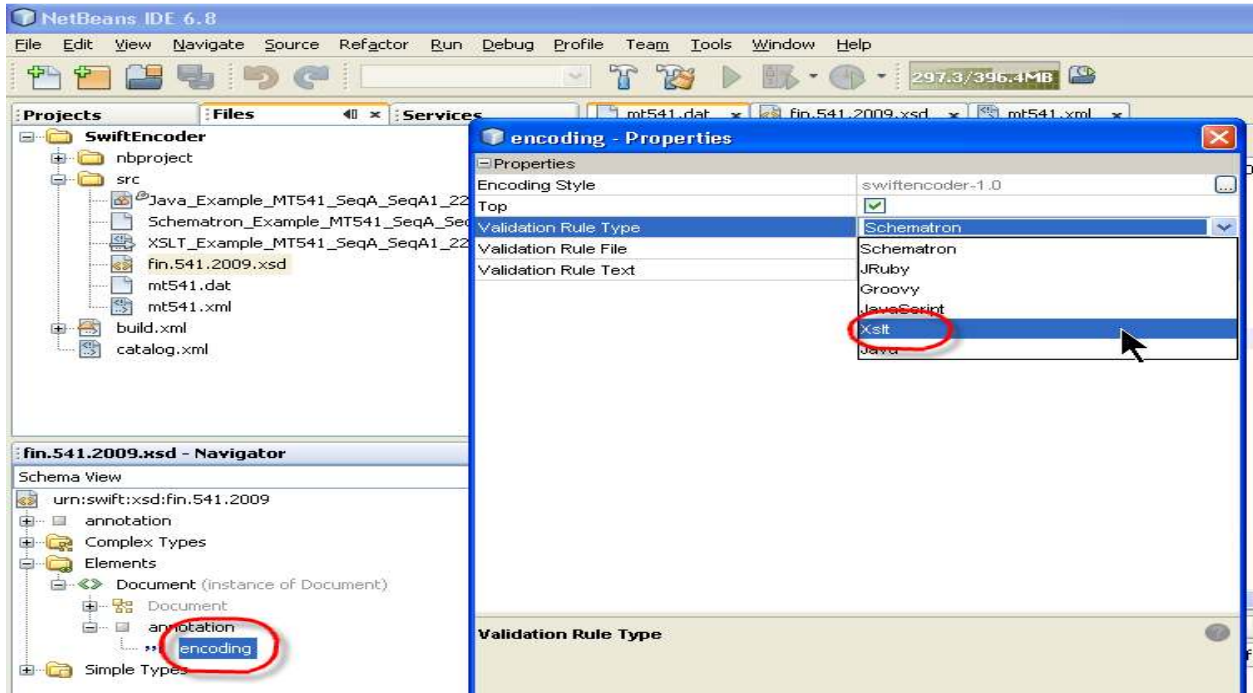 NetBeans IDE 6.8
File Edit View Navigate Source Refactor Run Debug Profile Team Tools Window Help
297.3/396.4MB
Projects Files Services
mt541.dat fin.541.2009.xsd mt541.xml
SwiftEncoder
nbproject
src
Java_Example_MT541_SeqA_SeqA1_22
Schematron_Example_MT541_SeqA_Seq
XSLT_Example_MT541_SeqA_SeqA1_22
fin.541.2009.xsd
mt541.dat
mt541.xml
build.xml
catalog.xml
encoding - Properties
Properties
Encoding Style swiftencoder-1.0 ...
Top
Validation Rule Type Schematron
Validation Rule File
Validation Rule Text
Schematron
JRuby
Groovy
JavaScript
Xslt
Java
Validation Rule Type
fin.541.2009.xsd - Navigator
Schema View
urn:swift:xsd:fin.541.2009
annotation
Complex Types
Elements
Document (instance of Document)
Document
annotation
encoding
Simple Types